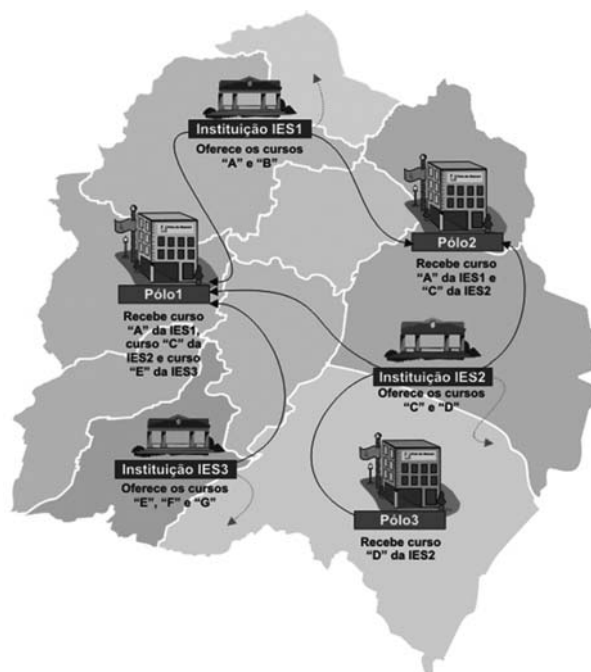 Instituição IES1
Oferece os cursos
“A” e “B”
Pólo2
Recebe curso
“A” da IES1 e
“C” da IES2
Pólo1
Recebe curso
“A” da IES1,
curso “C” da
IES2 e curso
“E” da IES3
Instituição IES2
Oferece os cursos
“C” e “D”
Instituição IES3
Oferece os cursos
“E”, “F” e “G”
Pólo3
Recebe curso
“D” da IES2